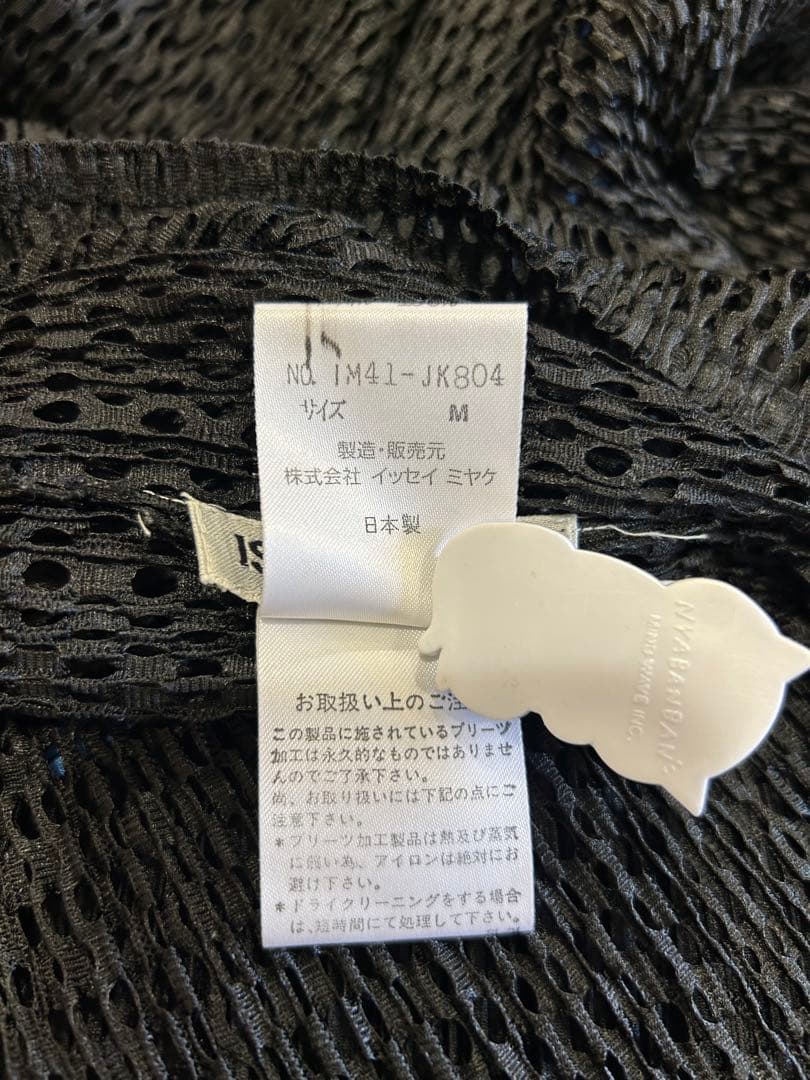 NO. IM41-JK804
サイズ M
製造・販売元
株式会社 イッセイ ミヤケ
日本製
IS
NYABANBAN's
MIND WAVE INC.
お取扱い上のご注
この製品に施されているプリーツ
加工は永久的なものではありませ
んのでご了承下さい。
尚、お取り扱いには下記の点にご
注意下さい。
*プリーツ加工製品は熱及び蒸気
に弱い為、アイロンは絶対にお
避け下さい。
*ドライクリーニングをする場合
は、短時間にて処理して下さい。